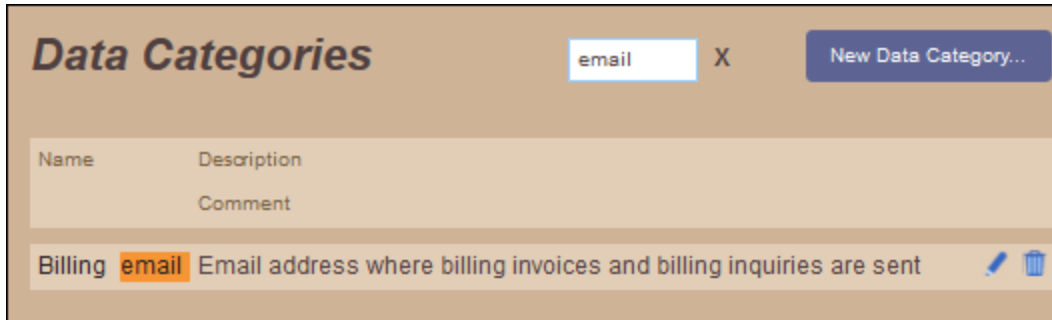 Data Categories
email X New Data Category...
Name Description
Comment
Billing email Email address where billing invoices and billing inquiries are sent